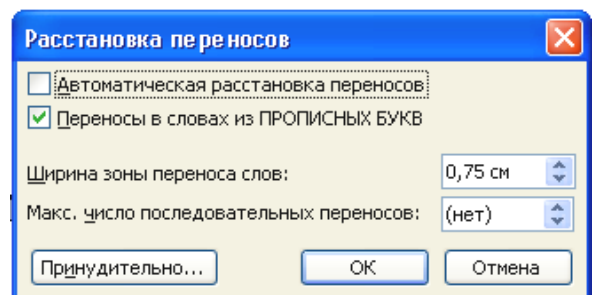 Расстановка переносов
Автоматическая расстановка переносов
Переносы в словах из ПРОПИСНЫХ БУКВ
Ширина зоны переноса слов: 0,75 см
Макс. число последовательных переносов: (нет)
Принудительно... ОК Отмена